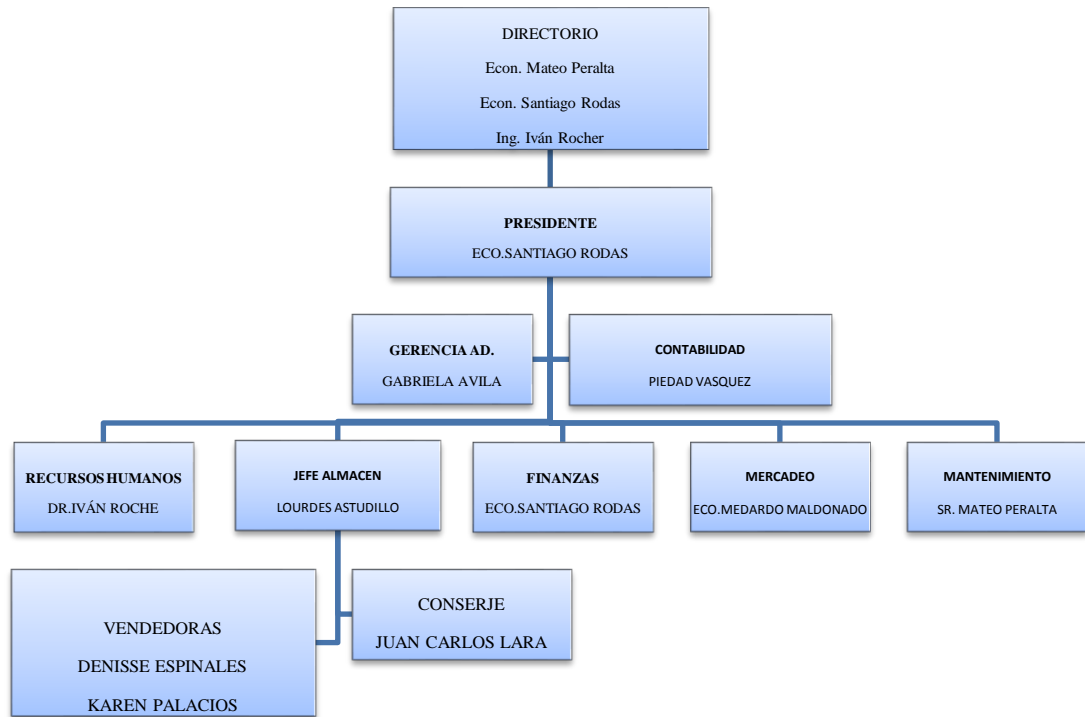 DIRECTORIO
Econ. Mateo Peralta
Econ. Santiago Rodas
Ing. Iván Rocher
PRESIDENTE
ECO.SANTIAGO RODAS
GERENCIA AD.
GABRIELA AVILA
CONTABILIDAD
PIEDAD VASQUEZ
RECURSOS HUMANOS
DR.IVÁN ROCHE
JEFE ALMACEN
LOURDES ASTUDILLO
FINANZAS
ECO.SANTIAGO RODAS
MERCADEO
ECO.MEDARDO MALDONADO
MANTENIMIENTO
SR. MATEO PERALTA
VENDEDORAS
DENISSE ESPINALES
KAREN PALACIOS
CONSERJE
JUAN CARLOS LARA